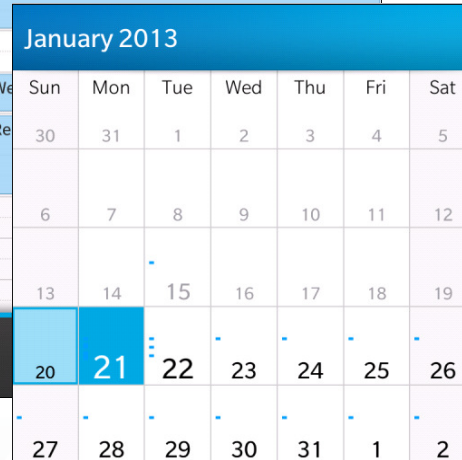 January 2013
We
Sun Mon Tue Wed Thu Fri Sat
Re
30 31 1 2 3 4 5
6 7 8 9 10 11 12
13 14 15 16 17 18 19
20 21 22 23 24 25 26
27 28 29 30 31 1 2